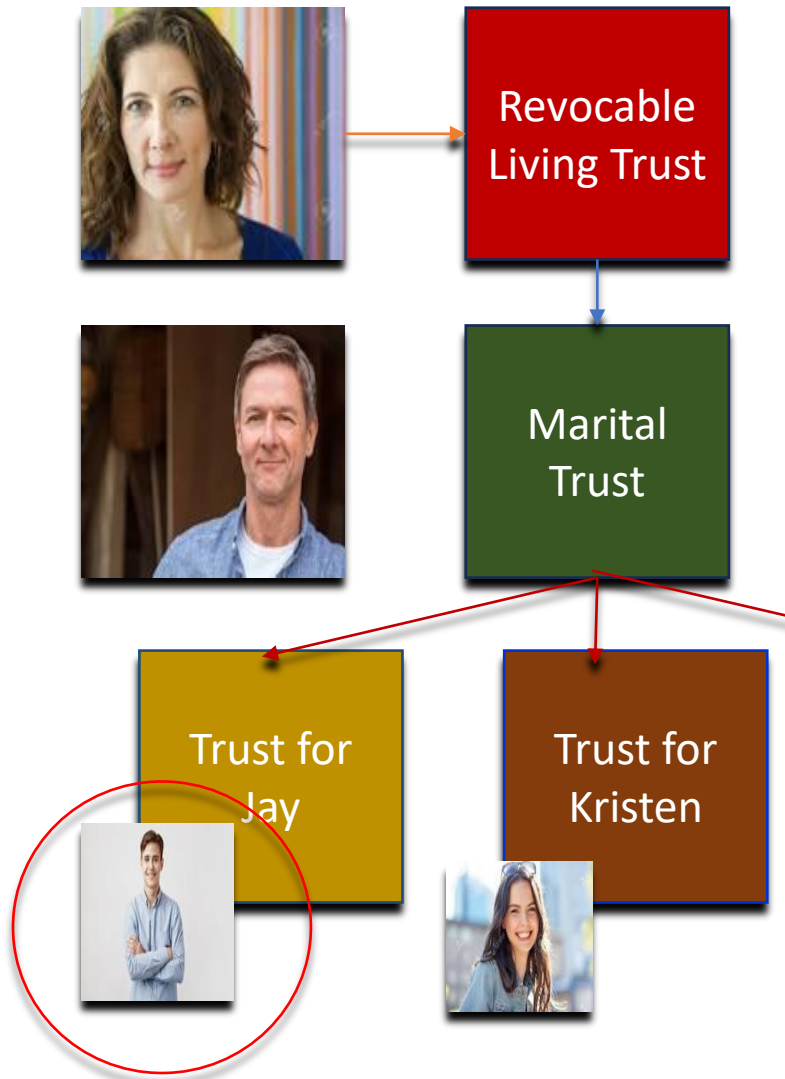 Revocable
Living Trust
Marital
Trust
Trust for
Jay
Trust for
Kristen